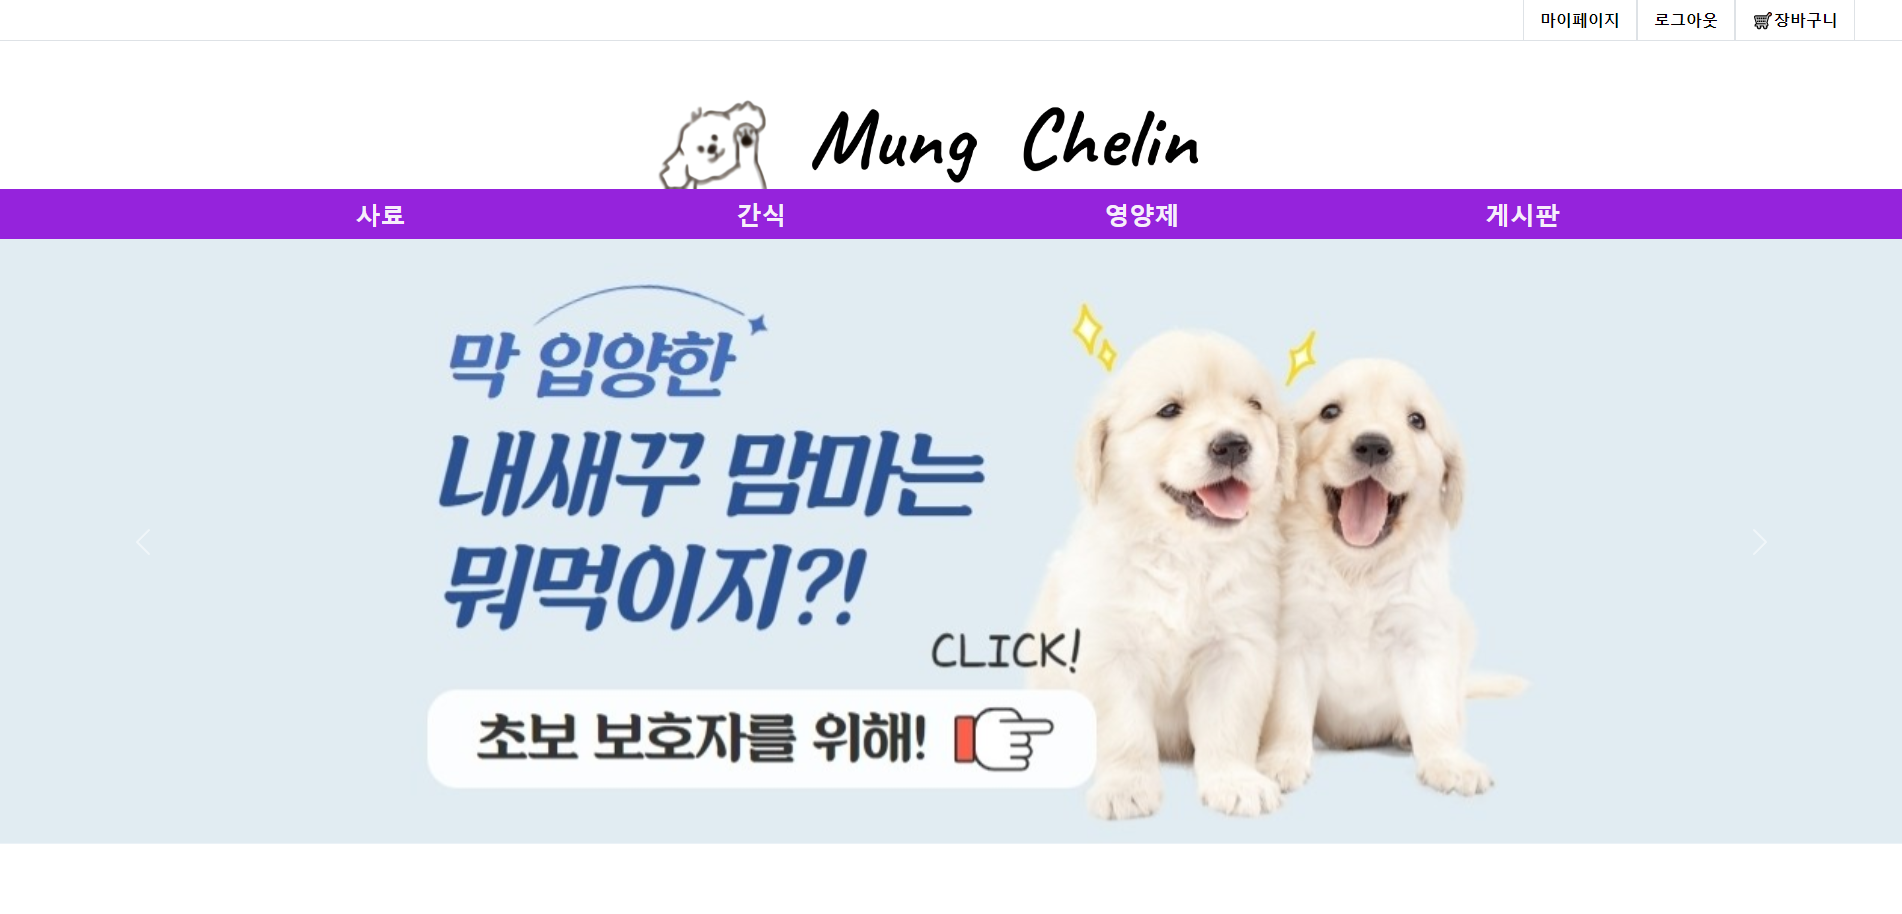 마이페이지
로그아웃
장바구니
Mung Chelin
사료
간식
영양제
게시판
막 입양한
내새꾸 맘마는
뭐먹이지?!
CLICK!
초보 보호자를 위해!